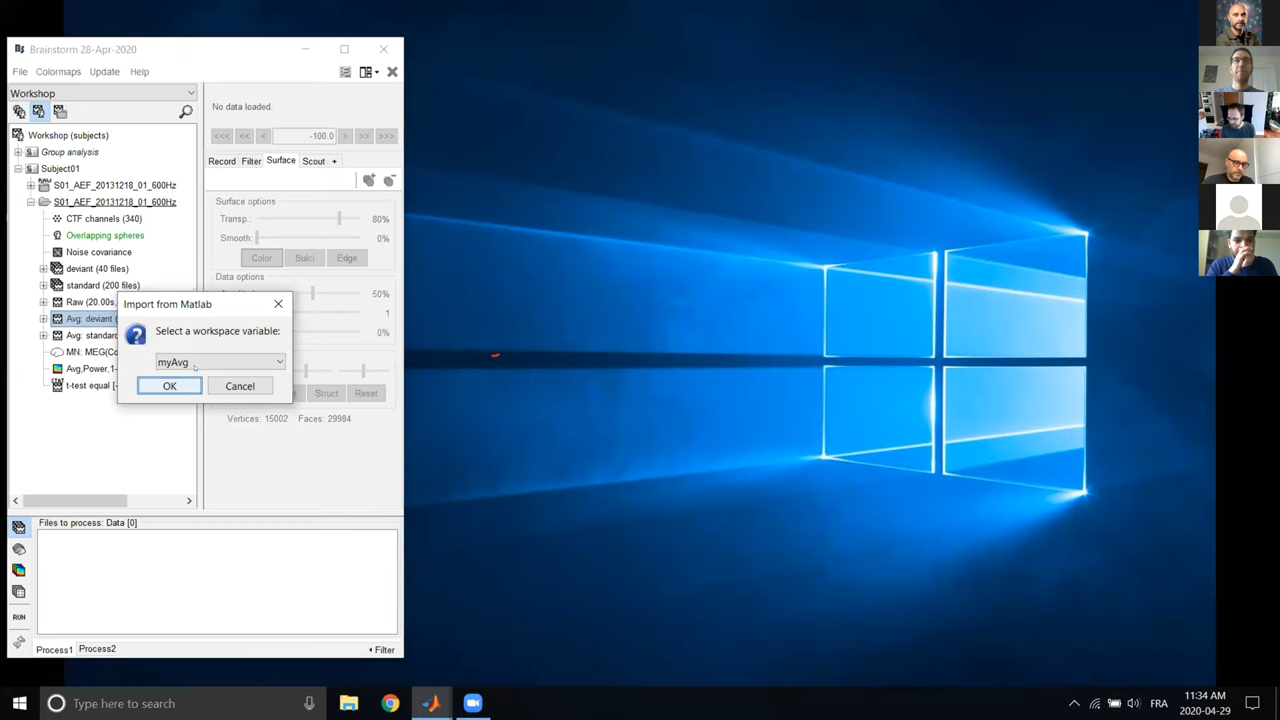 Brainstorm 28-Apr-2020
File Colormaps Update Help
Workshop
No data loaded.
<<< << < -100.0 > >> >>>
Workshop (subjects)
Group analysis
Subject01
S01_AEF_20131218_01_600Hz
S01_AEF_20131218_01_600Hz
CTF channels (340)
Overlapping spheres
Noise covariance
deviant (40 files)
standard (200 files)
Raw (20.00s,
Avg: deviant (
Avg: standard
MN: MEG(Co
Avg,Power,1-
t-test equal [-
Record Filter Surface Scout +
Surface options
Transp.: 80%
Smooth: 0%
Color Sulci Edge
Data options
50%
1
0%
Struct Reset
Vertices: 15002 Faces: 29984
Import from Matlab
Select a workspace variable:
myAvg
OK Cancel
Files to process: Data [0]
RUN
Process1 Process2 Filter
Type here to search
FRA
11:34 AM
2020-04-29